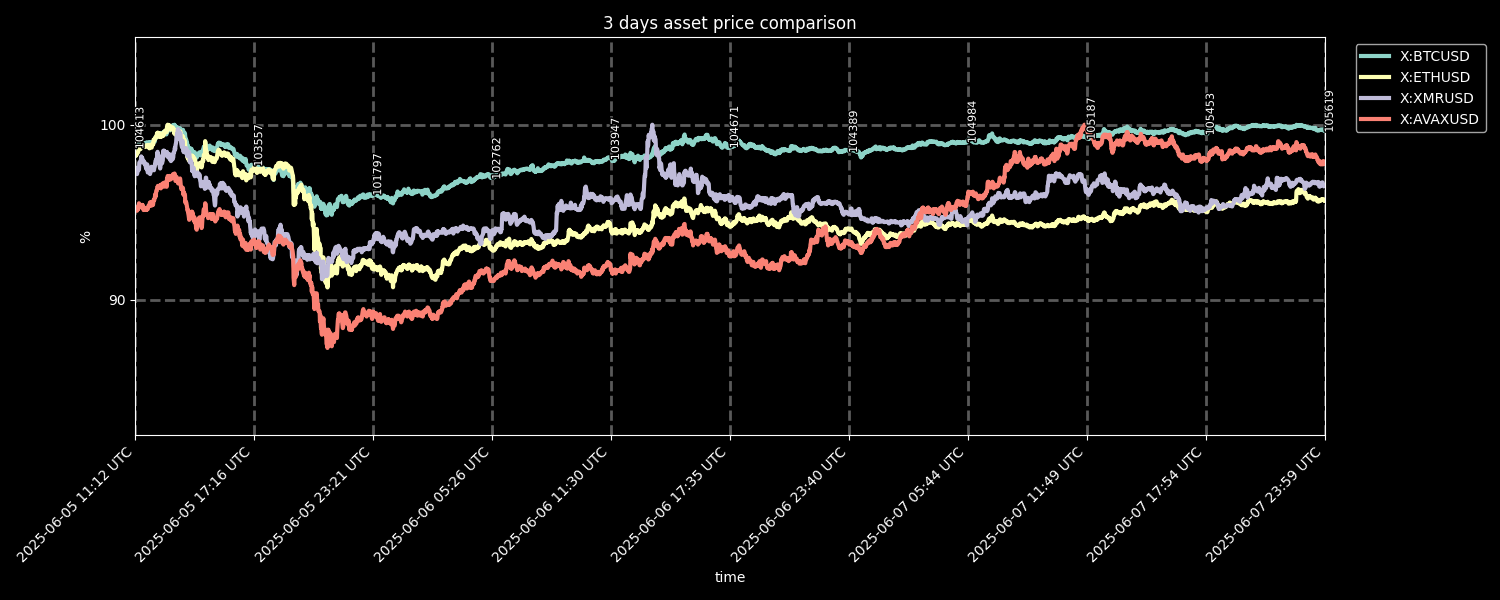 3 days asset price comparison
X:BTCUSD
X:ETHUSD
X:XMRUSD
X:AVAXUSD
100
90
%
104613
103557
101797
102762
103947
104671
104389
104984
105187
105453
105619
2025-06-05 11:12 UTC
2025-06-05 17:16 UTC
2025-06-05 23:21 UTC
2025-06-06 05:26 UTC
2025-06-06 11:30 UTC
2025-06-06 17:35 UTC
2025-06-06 23:40 UTC
2025-06-07 05:44 UTC
2025-06-07 11:49 UTC
2025-06-07 17:54 UTC
2025-06-07 23:59 UTC
time